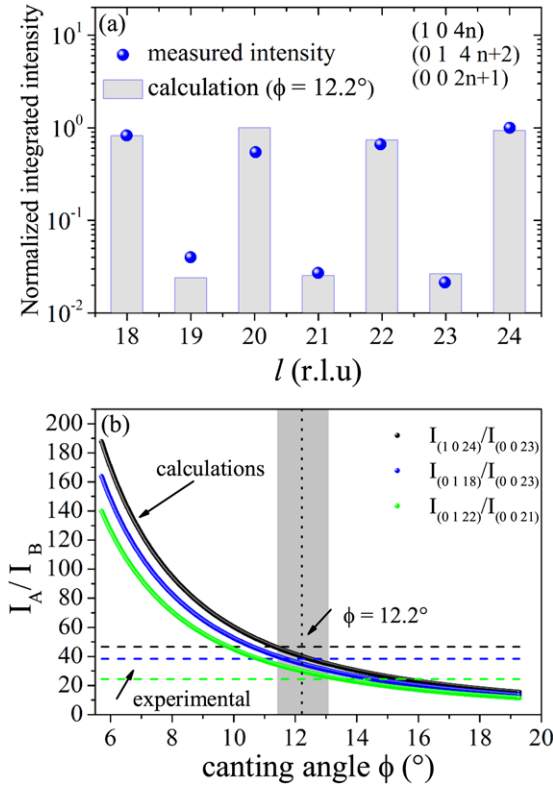 (a)
measured intensity
calculation (ϕ = 12.2°)
(1 0 4n)
(0 1 4 n+2)
(0 0 2n+1)
Normalized integrated intensity
10^1
10^0
10^-1
10^-2
18 19 20 21 22 23 24
l (r.l.u)
(b)
calculations
I_(1 0 24)/I_(0 0 23)
I_(0 1 18)/I_(0 0 23)
I_(0 1 22)/I_(0 0 21)
ϕ = 12.2°
experimental
I_A / I_B
200
180
160
140
120
100
80
60
40
20
0
6 8 10 12 14 16 18 20
canting angle ϕ (°)